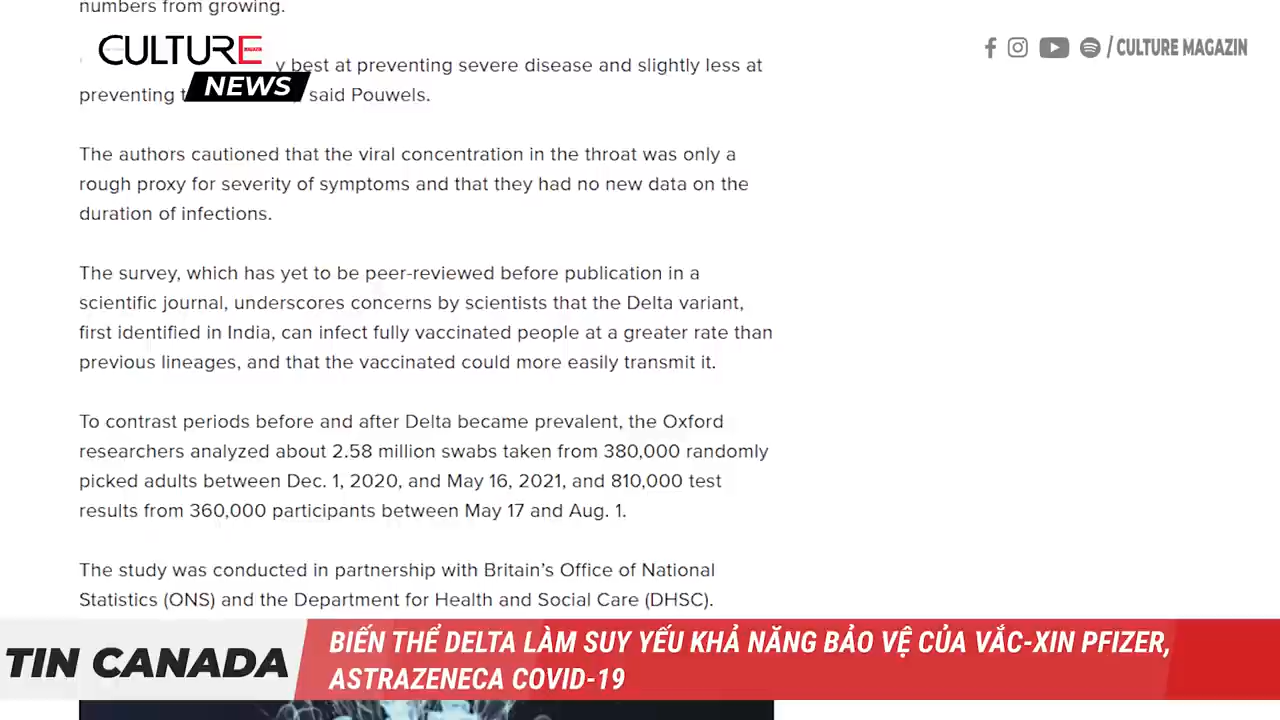 numbers from growing.
CULTURE
NEWS
/ CULTURE MAGAZIN
best at preventing severe disease and slightly less at
preventing said Pouwels.
The authors cautioned that the viral concentration in the throat was only a
rough proxy for severity of symptoms and that they had no new data on the
duration of infections.
The survey, which has yet to be peer-reviewed before publication in a
scientific journal, underscores concerns by scientists that the Delta variant,
first identified in India, can infect fully vaccinated people at a greater rate than
previous lineages, and that the vaccinated could more easily transmit it.
To contrast periods before and after Delta became prevalent, the Oxford
researchers analyzed about 2.58 million swabs taken from 380,000 randomly
picked adults between Dec. 1, 2020, and May 16, 2021, and 810,000 test
results from 360,000 participants between May 17 and Aug. 1.
The study was conducted in partnership with Britain's Office of National
Statistics (ONS) and the Department for Health and Social Care (DHSC).
TIN CANADA
BIẾN THỂ DELTA LÀM SUY YẾU KHẢ NĂNG BẢO VỆ CỦA VẮC-XIN PFIZER,
ASTRAZENECA COVID-19